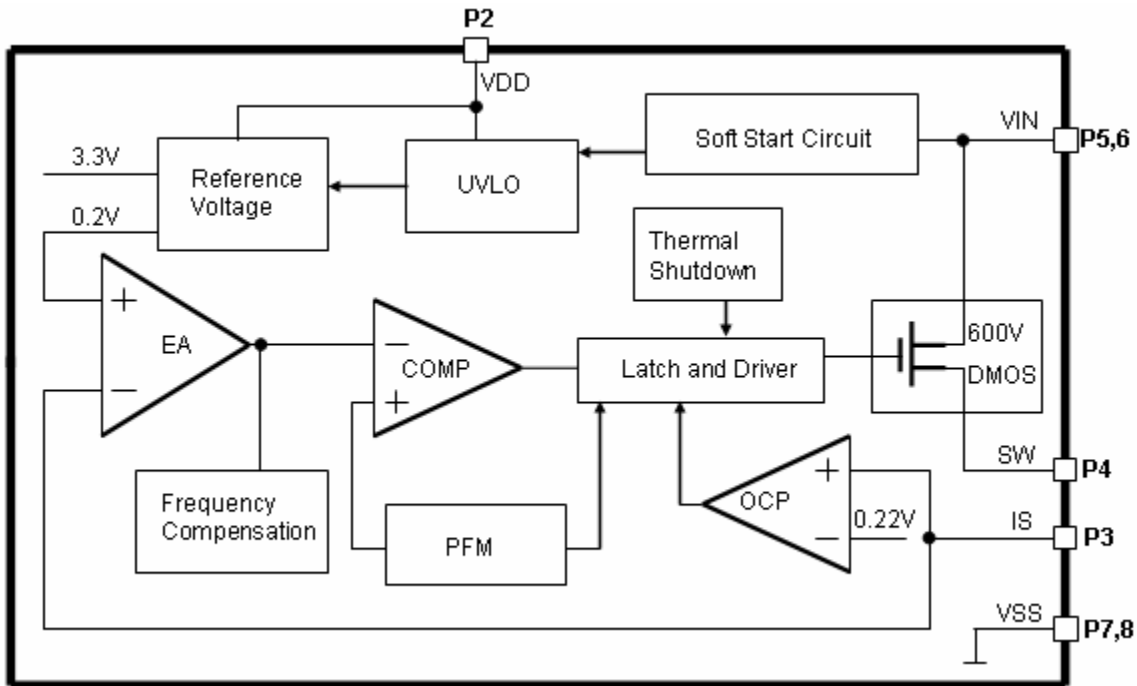 P2
VDD
Soft Start Circuit
VIN
P5,6
3.3V
Reference
Voltage
UVLO
0.2V
Thermal
Shutdown
+
EA
−
−
COMP
+
Latch and Driver
600V
DMOS
SW
P4
Frequency
Compensation
PFM
OCP
+
0.22V
−
IS
P3
VSS
P7,8